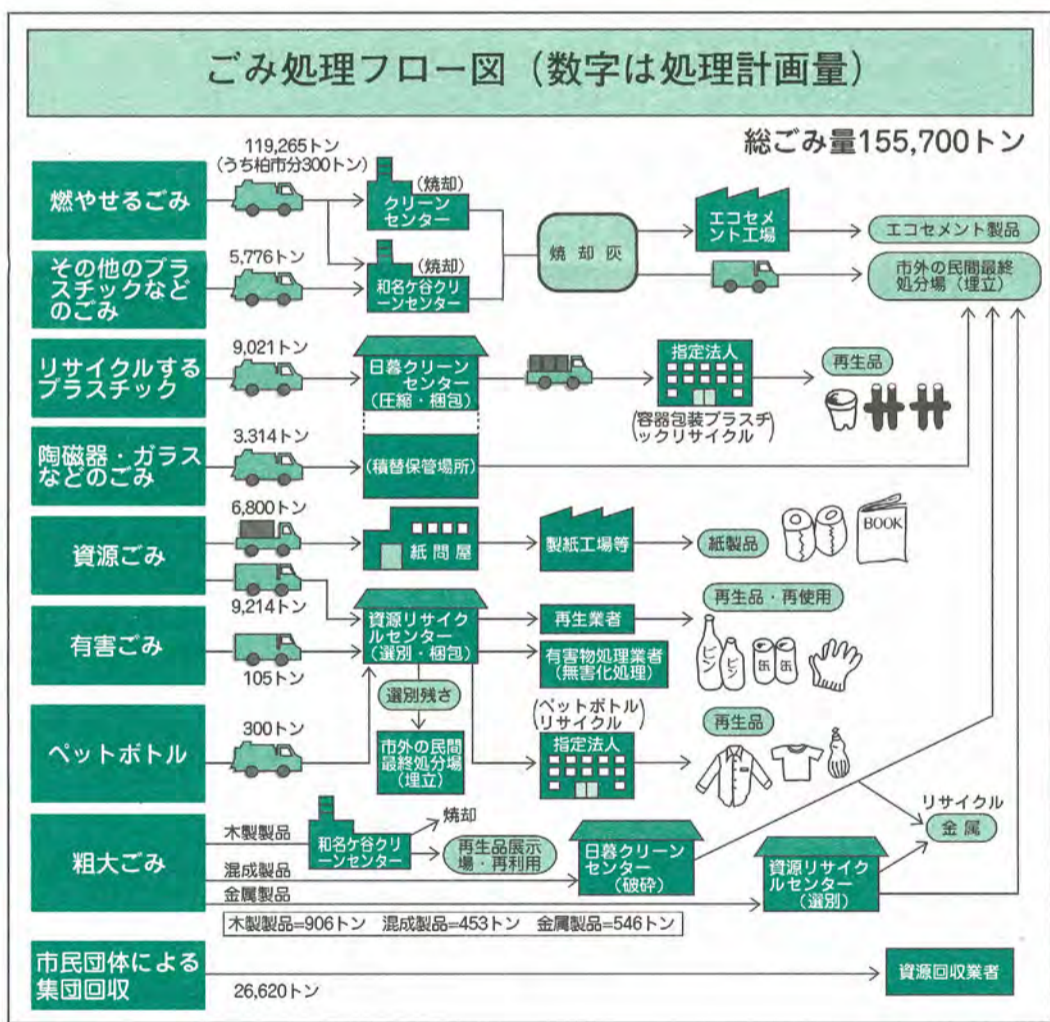 ごみ処理フロー図（数字は処理計画量）
総ごみ量155,700トン
燃やせるごみ
119,265トン
(うち柏市分300トン)
(焼却)
クリーン
センター
焼却灰
エコセメ
ント工場
エコセメント製品
その他のプラ
スチックなど
のごみ
5,776トン
(焼却)
和名ケ谷クリ
ーンセンター
市外の民間最終
処分場（埋立）
リサイクルする
プラスチック
9,021トン
日暮クリーン
センター
(圧縮・梱包)
指定法人
(容器包装プラスチ
ックリサイクル)
再生品
陶磁器・ガラス
などのごみ
3.314トン
(積替保管場所)
資源ごみ
6,800トン
紙問屋
製紙工場等
紙製品
BOOK
9,214トン
有害ごみ
105トン
資源リサイ
クルセンター
(選別・梱包)
再生業者
再生品・再使用
ビン
ビン
缶
缶
有害物処理業者
(無害化処理)
選別残さ
市外の民間
最終処分場
(埋立)
ペットボトル
300トン
(ペットボトル
リサイクル)
指定法人
再生品
粗大ごみ
木製製品
和名ケ谷クリ
ーンセンター
焼却
再生品展示
場・再利用
混成製品
日暮クリーン
センター
(破砕)
金属製品
資源リサイ
クルセンター
(選別)
リサイクル
金属
木製製品=906トン　混成製品=453トン　金属製品=546トン
市民団体による
集団回収
26,620トン
資源回収業者